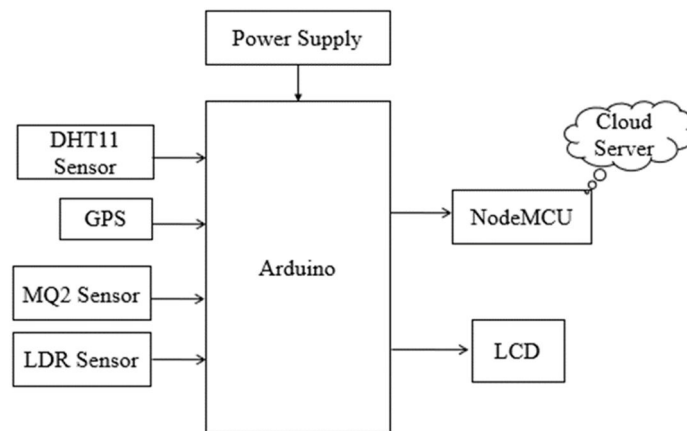 Power Supply
DHT11
Sensor
GPS
MQ2 Sensor
LDR Sensor
Arduino
Cloud
Server
NodeMCU
LCD